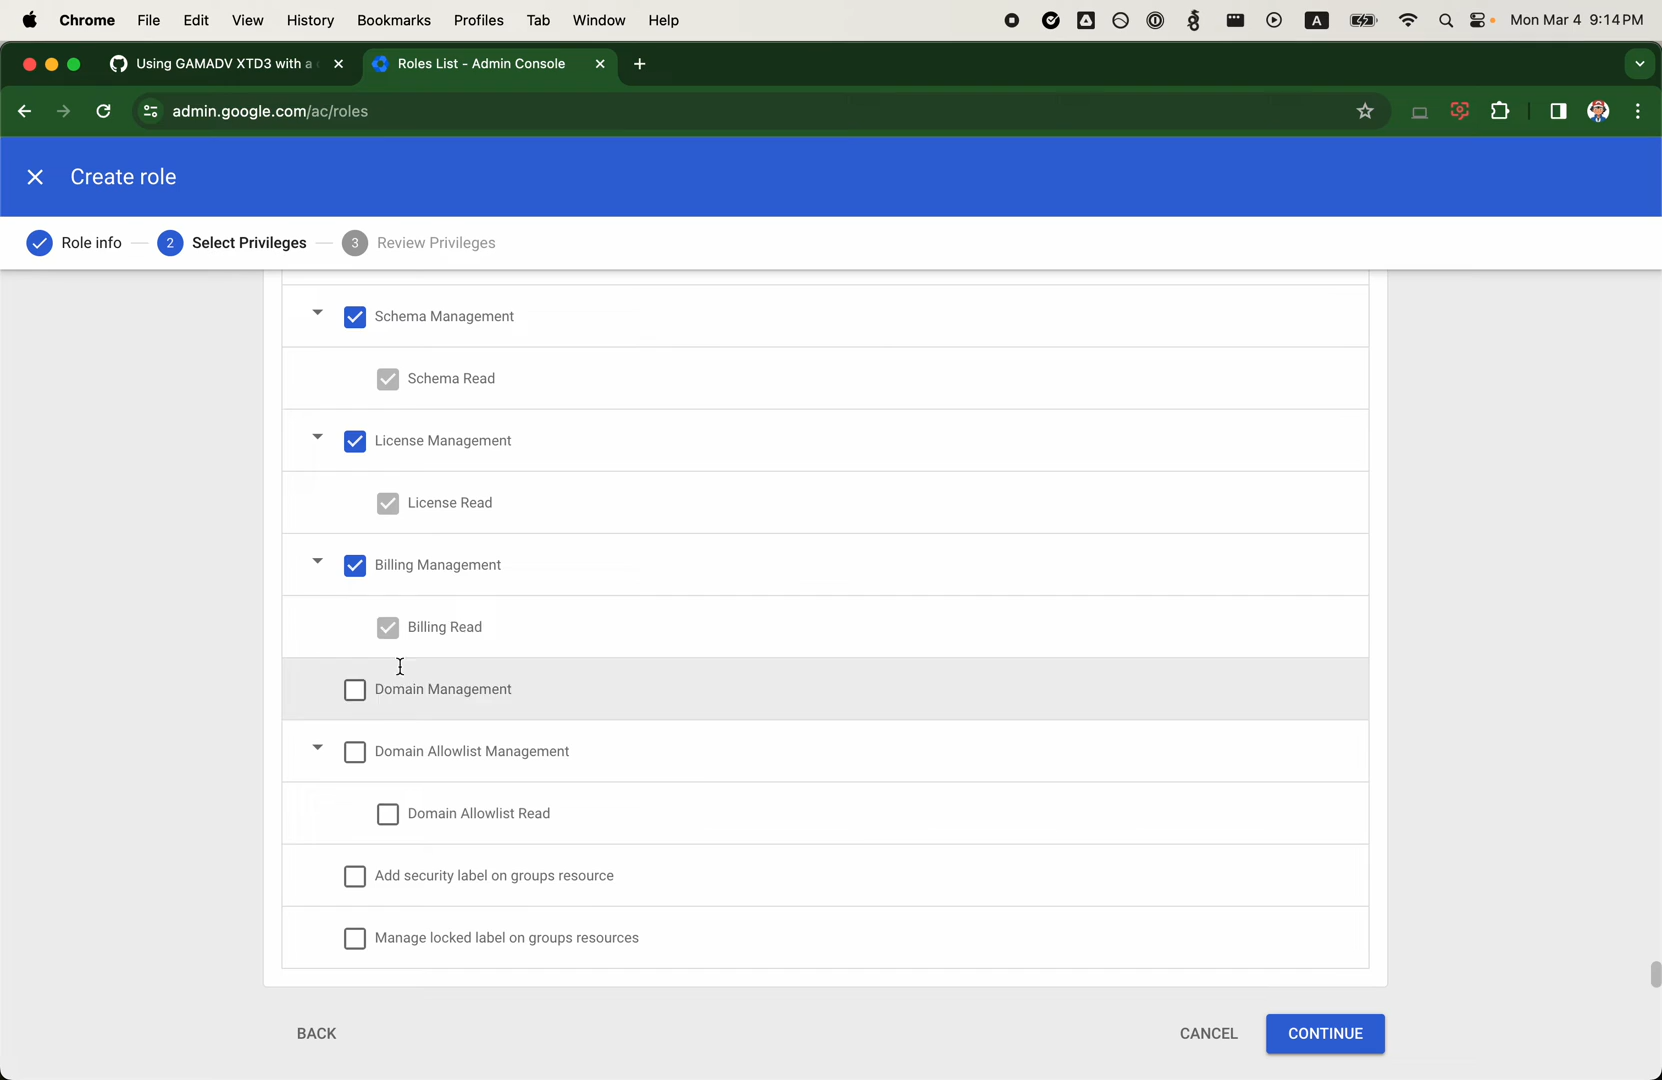 Chrome File Edit View History Bookmarks Profiles Tab Window Help A Mon Mar 4 9:14 PM
Using GAMADV XTD3 with a Roles List - Admin Console
admin.google.com/ac/roles
Create role
Role info 2 Select Privileges 3 Review Privileges
Schema Management
Schema Read
License Management
License Read
Billing Management
Billing Read
Domain Management
Domain Allowlist Management
Domain Allowlist Read
Add security label on groups resource
Manage locked label on groups resources
BACK CANCEL CONTINUE